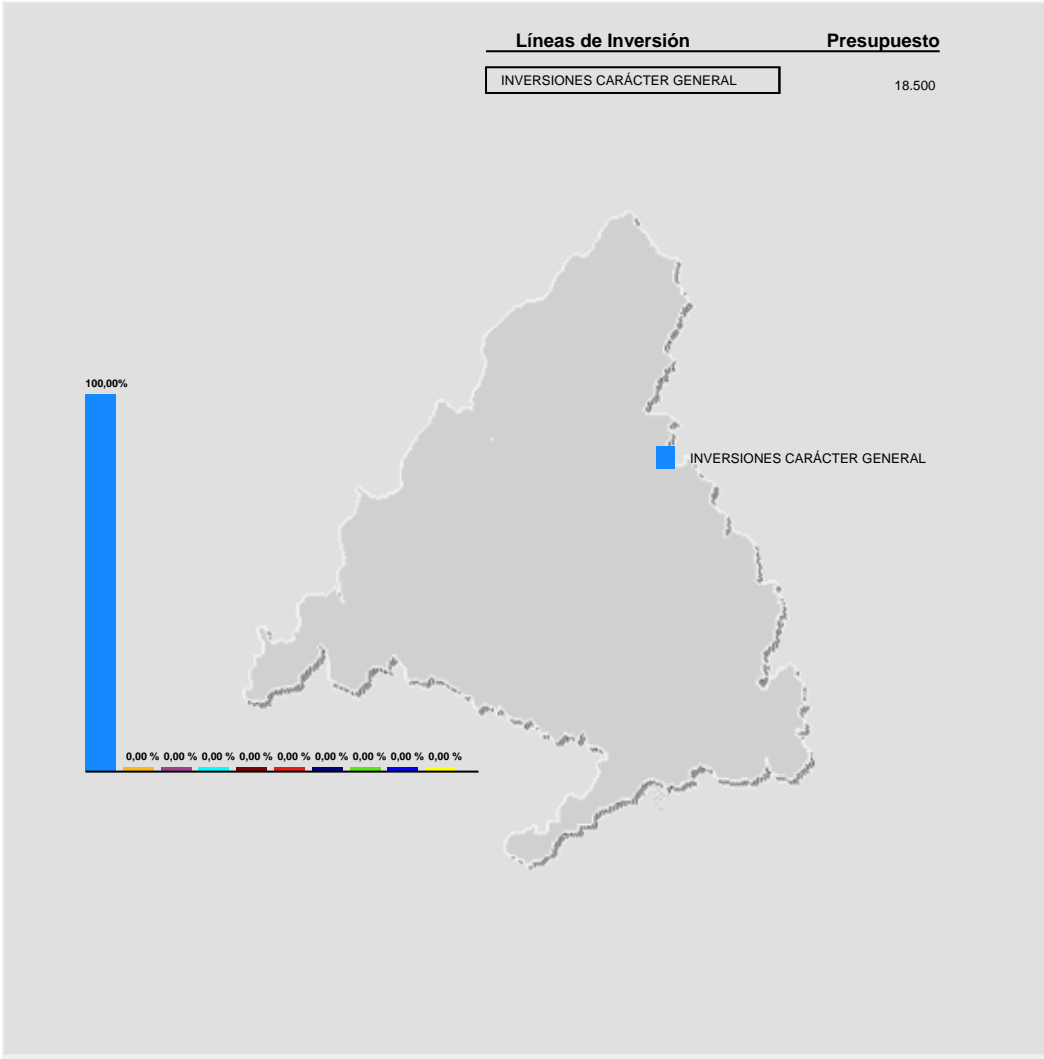 Líneas de Inversión Presupuesto
INVERSIONES CARÁCTER GENERAL 18.500
100,00%
INVERSIONES CARÁCTER GENERAL
0,00 % 0,00 % 0,00 % 0,00 % 0,00 % 0,00 % 0,00 % 0,00 % 0,00 %